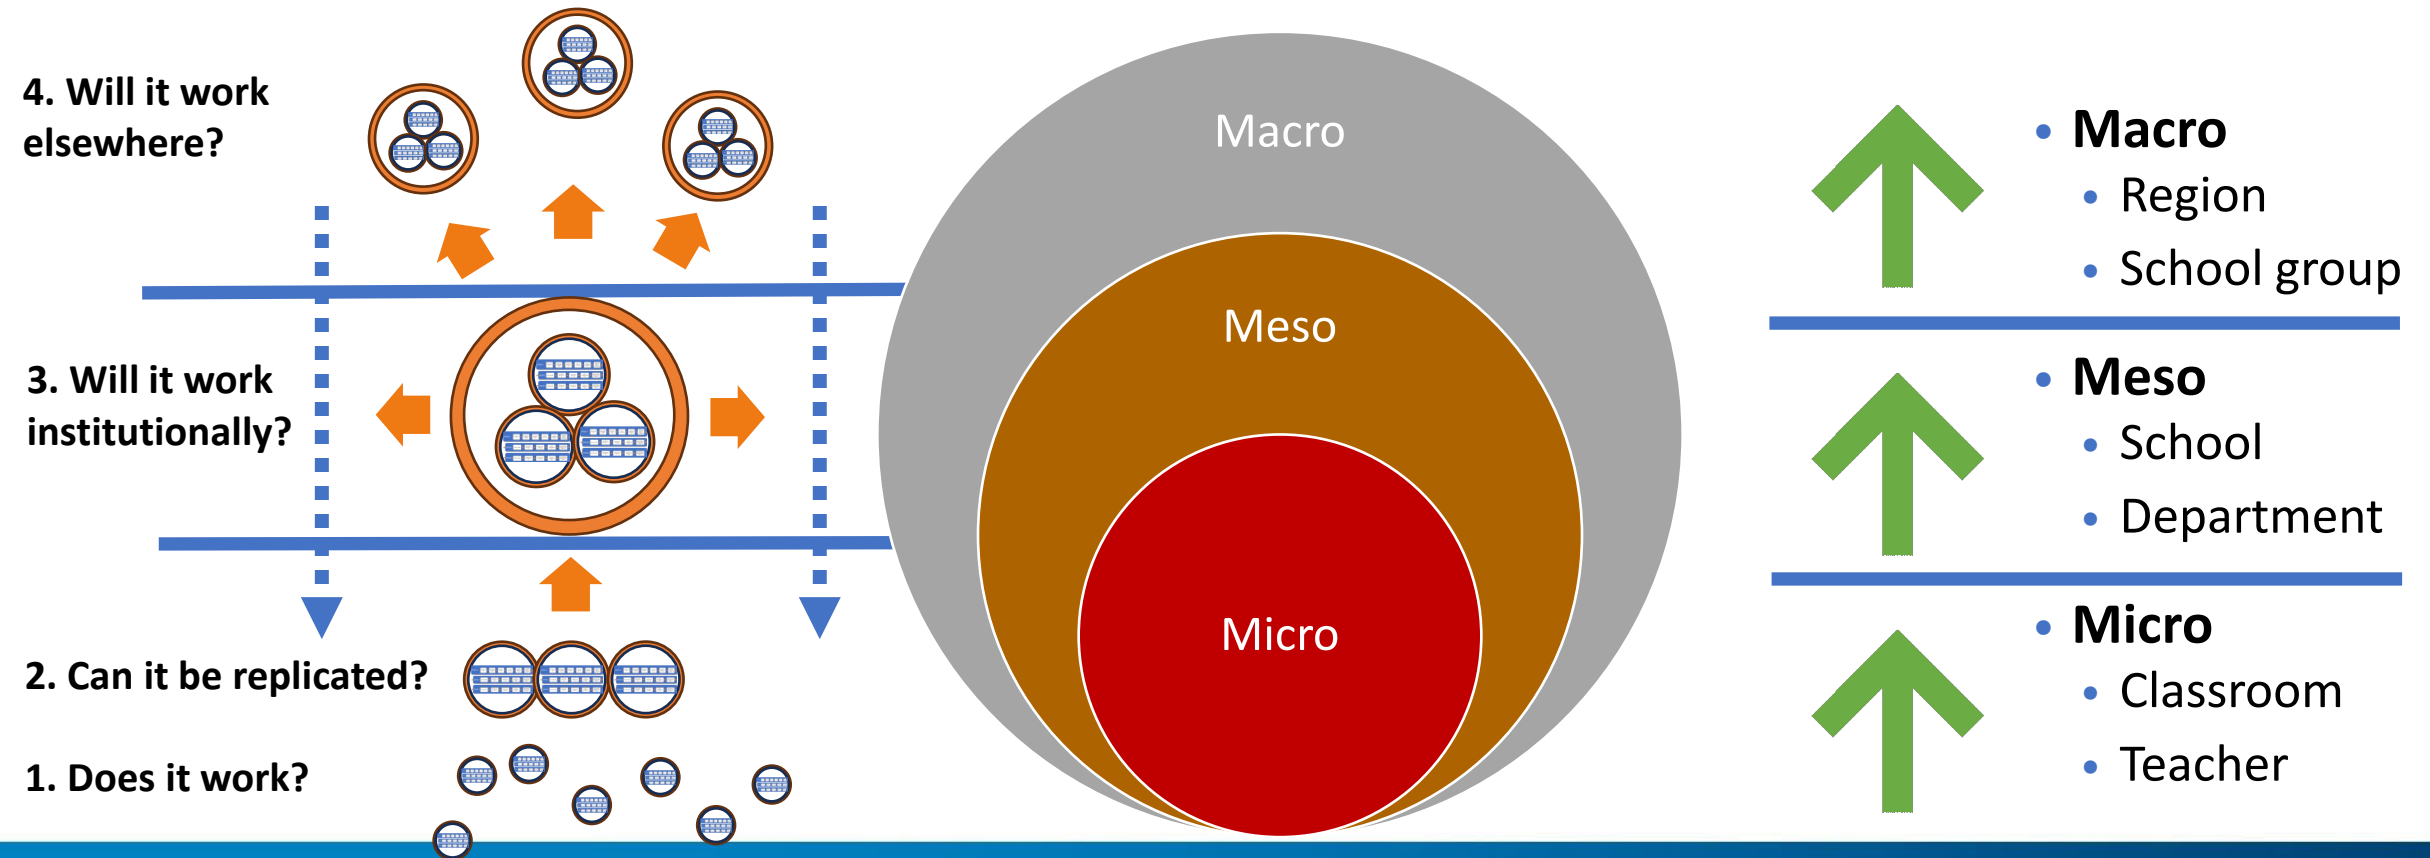 4. Will it work
elsewhere?
3. Will it work
institutionally?
2. Can it be replicated?
1. Does it work?
Macro
Meso
Micro
• Macro
• Region
• School group
• Meso
• School
• Department
• Micro
• Classroom
• Teacher